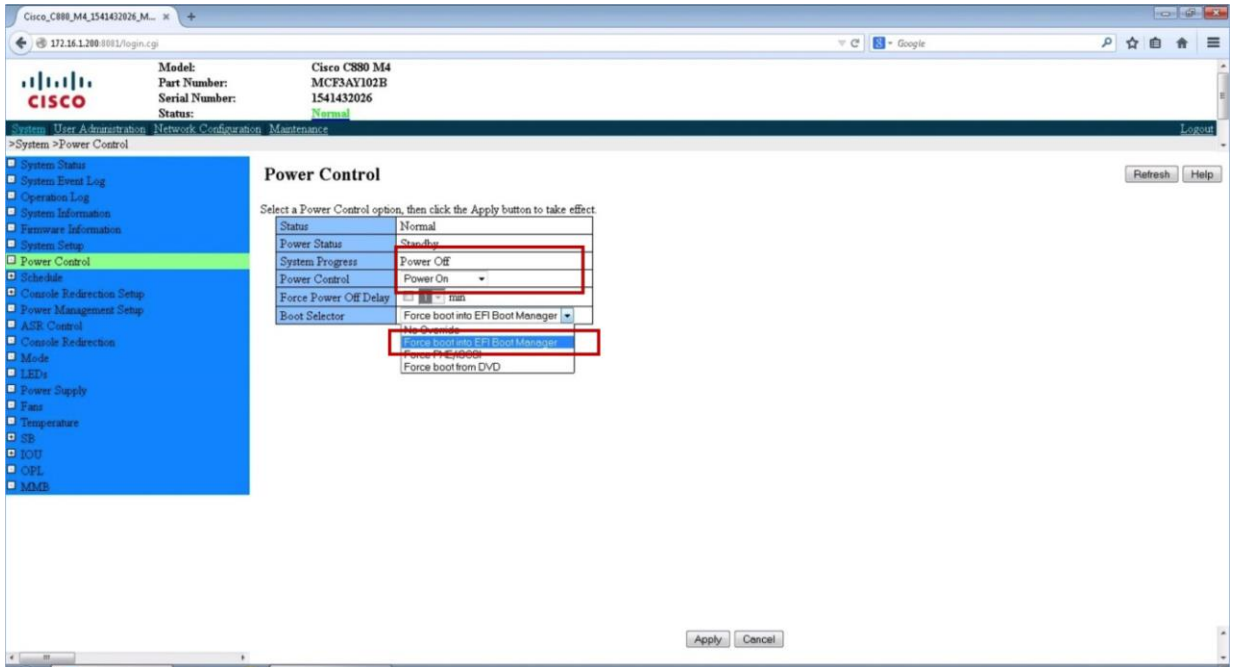 Cisco_C880_M4_1541432026_M... × +
172.16.1.200:8081/login.cgi Google
Model: Cisco C880 M4
Part Number: MCF3AY102B
CISCO
Serial Number: 1541432026
Status: Normal
System User Administration Network Configuration Maintenance Logout
>System >Power Control
System Status
System Event Log
Operation Log
System Information
Firmware Information
System Setup
Power Control
Schedule
Console Redirection Setup
Power Management Setup
ASR Control
Console Redirection
Mode
LEDs
Power Supply
Fans
Temperature
SB
IOU
OPL
MMB
Power Control
Refresh Help
Select a Power Control option, then click the Apply button to take effect.
Status Normal
Power Status Standby
System Progress Power Off
Power Control Power On
Force Power Off Delay 1 min
Boot Selector Force boot into EFI Boot Manager
No Override
Force boot into EFI Boot Manager
Force PXE/iSCSI
Force boot from DVD
Apply Cancel